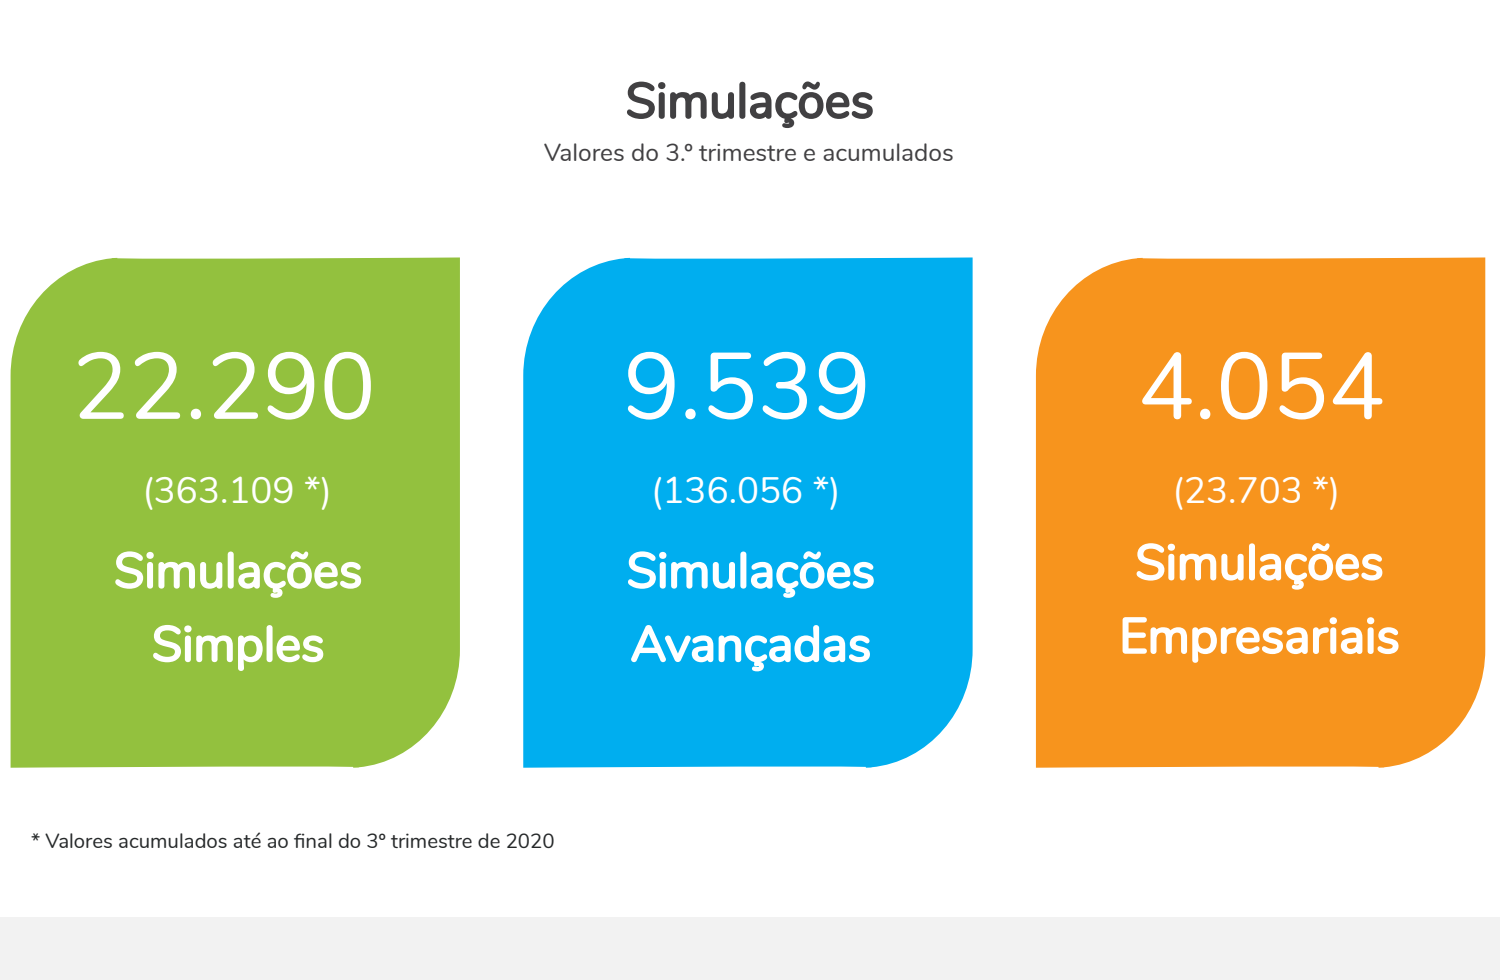 Simulações
Valores do 3.º trimestre e acumulados
22.290
(363.109 *)
Simulações
Simples
9.539
(136.056 *)
Simulações
Avançadas
4.054
(23.703 *)
Simulações
Empresariais
* Valores acumulados até ao final do 3º trimestre de 2020